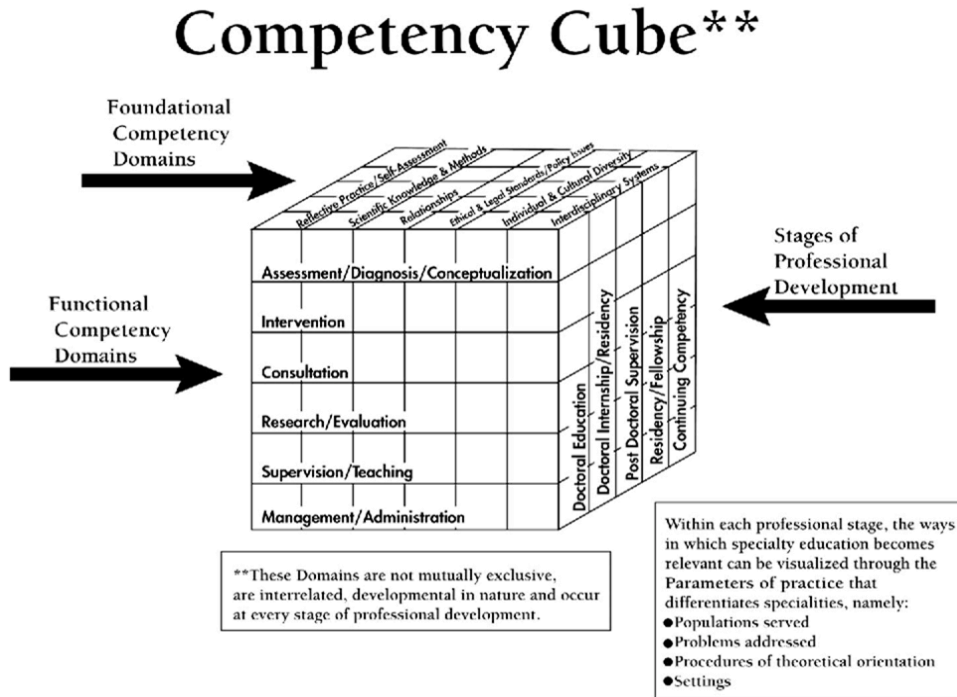 Competency Cube**
Foundational
Competency
Domains
Reflective Practice/Self-Assessment
Scientific Knowledge & Methods
Relationships
Ethical & Legal Standards/Policy Issues
Individual & Cultural Diversity
Interdisciplinary Systems
Functional
Competency
Domains
Assessment/Diagnosis/Conceptualization
Intervention
Consultation
Research/Evaluation
Supervision/Teaching
Management/Administration
Stages of
Professional
Development
Doctoral Education
Doctoral Internship/Residency
Post Doctoral Supervision
Residency/Fellowship
Continuing Competency
**These Domains are not mutually exclusive,
are interrelated, developmental in nature and occur
at every stage of professional development.
Within each professional stage, the ways
in which specialty education becomes
relevant can be visualized through the
Parameters of practice that
differentiates specialities, namely:
●Populations served
●Problems addressed
●Procedures of theoretical orientation
●Settings